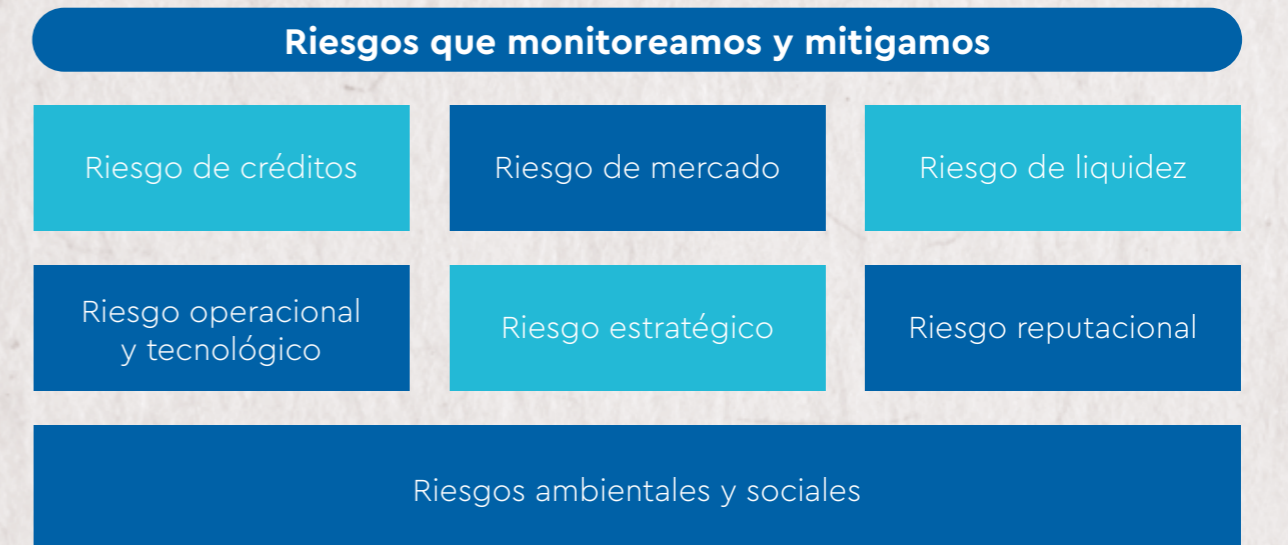 Riesgos que monitoreamos y mitigamos
Riesgo de créditos
Riesgo de mercado
Riesgo de liquidez
Riesgo operacional
y tecnológico
Riesgo estratégico
Riesgo reputacional
Riesgos ambientales y sociales